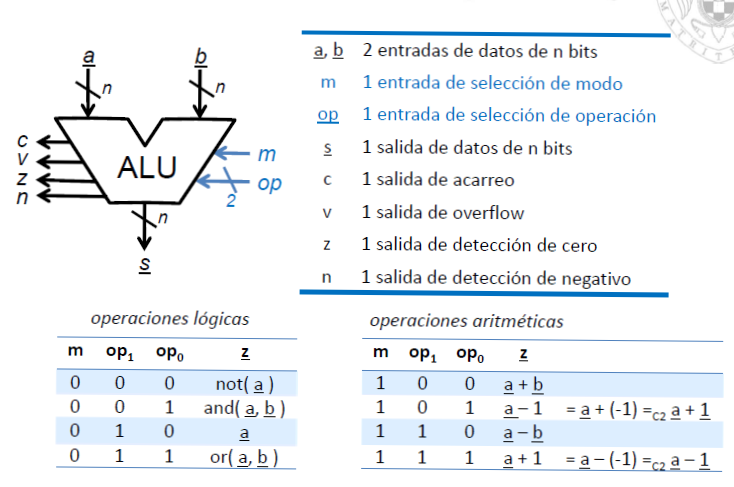 a, b 2 entradas de datos de n bits
m 1 entrada de selección de modo
op 1 entrada de selección de operación
s 1 salida de datos de n bits
c 1 salida de acarreo
v 1 salida de overflow
z 1 salida de detección de cero
n 1 salida de detección de negativo
a b
n n
c
v
z
n
ALU
m
op
2
n
s
operaciones lógicas
m op1 op0 z
0 0 0 not( a )
0 0 1 and( a, b )
0 1 0 a
0 1 1 or( a, b )
operaciones aritméticas
m op1 op0 z
1 0 0 a + b
1 0 1 a – 1 = a + (-1) =C2 a + 1
1 1 0 a – b
1 1 1 a + 1 = a – (-1) =C2 a – 1